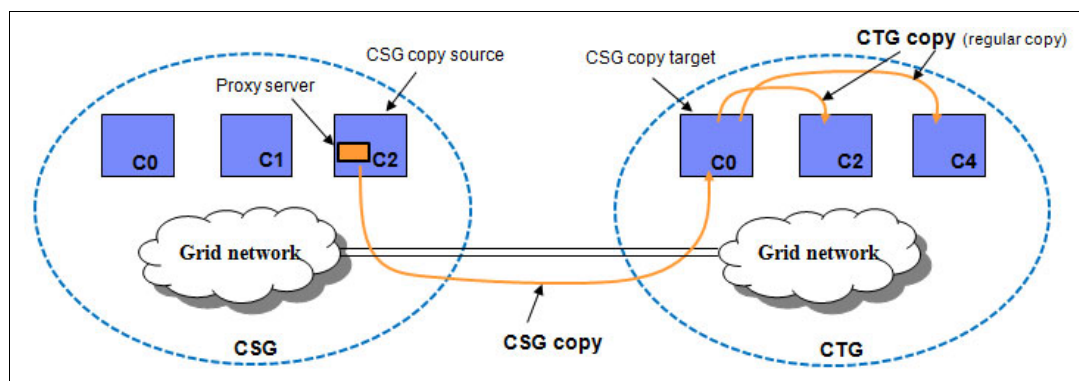 CSG copy source
Proxy server
C0
C1
C2
CSG copy target
CTG copy (regular copy)
C0
C2
C4
Grid network
Grid network
CSG copy
CSG
CTG